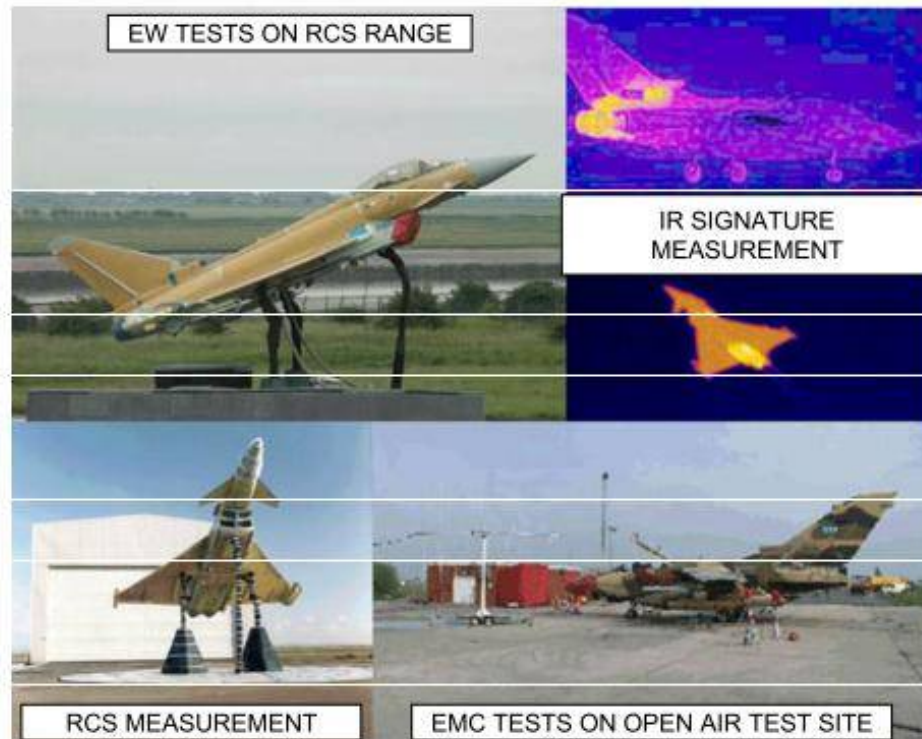 EW TESTS ON RCS RANGE
IR SIGNATURE
MEASUREMENT
RCS MEASUREMENT
EMC TESTS ON OPEN AIR TEST SITE